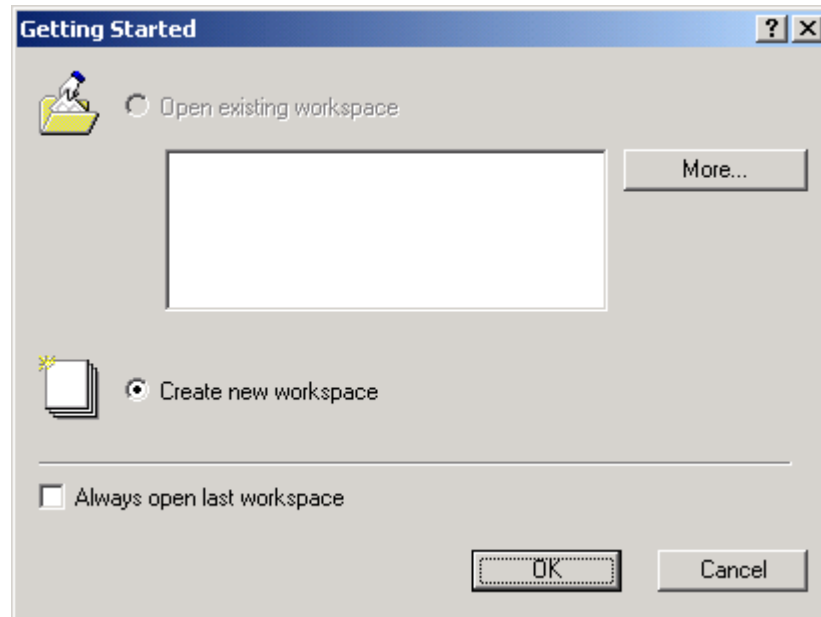 Getting Started
Open existing workspace
More...
Create new workspace
Always open last workspace
OK
Cancel